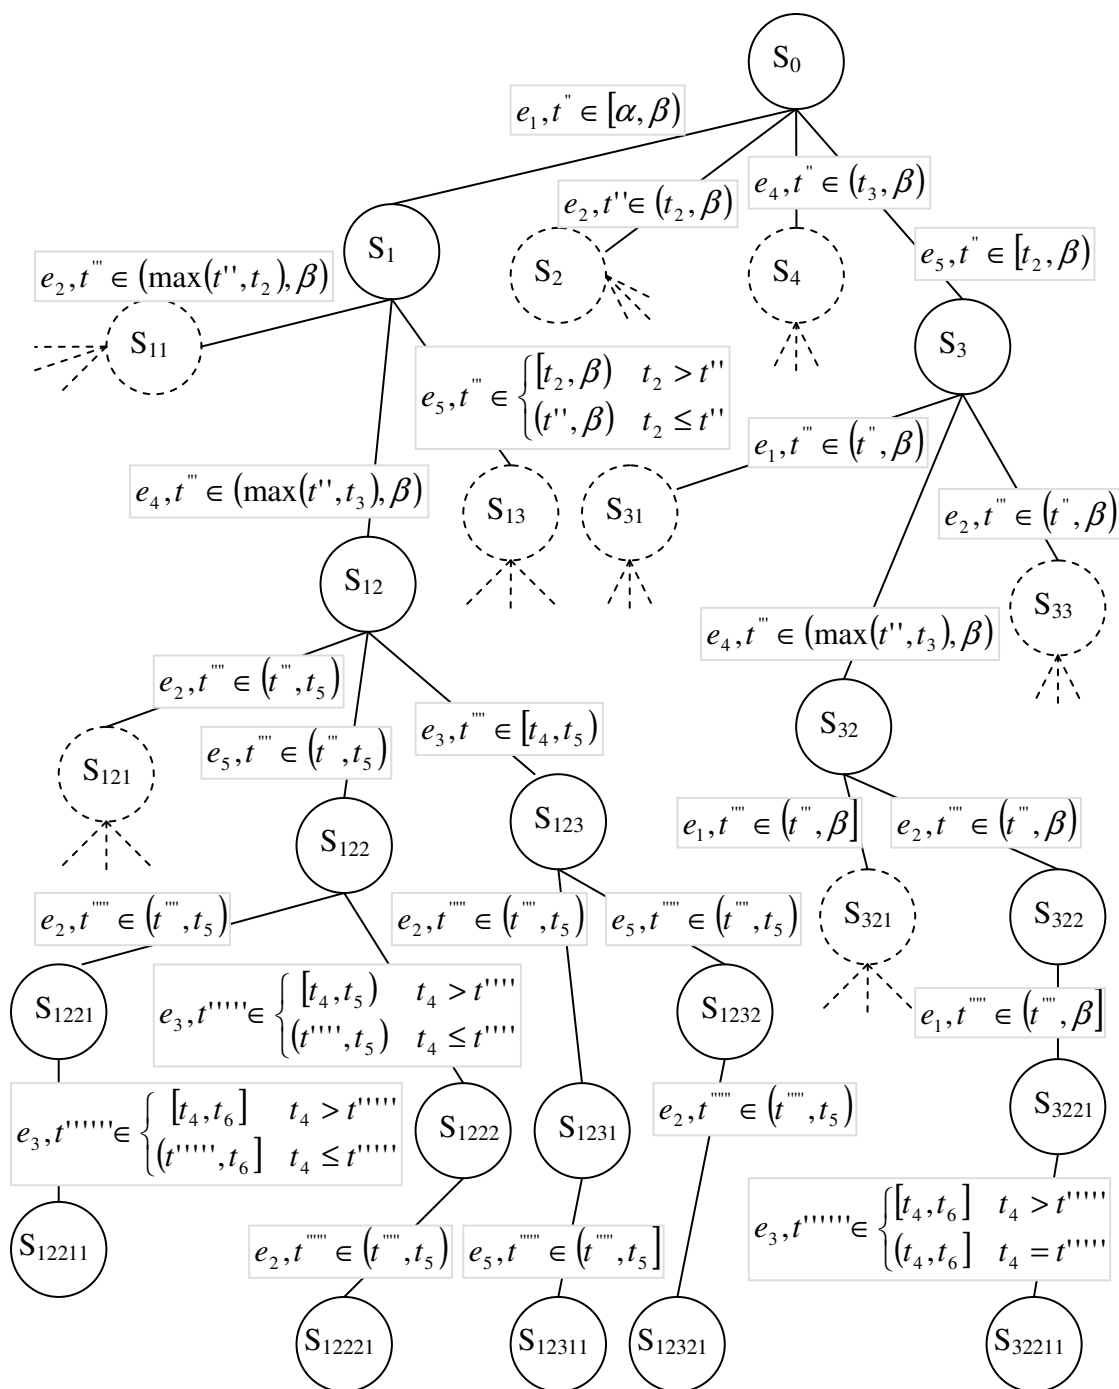 S₀
e₁, t'' ∈ [α, β)
e₂, t'' ∈ (t₂, β)
e₄, t'' ∈ (t₃, β)
e₅, t'' ∈ [t₂, β)
S₁
S₂
S₄
S₃
e₂, t''' ∈ (max(t'', t₂), β)
S₁₁
e₅, t''' ∈ { [t₂, β) t₂ > t''
(t'', β) t₂ ≤ t''
e₁, t''' ∈ (t'', β)
e₄, t''' ∈ (max(t'', t₃), β)
S₁₃
S₃₁
e₂, t''' ∈ (t'', β)
S₁₂
S₃₃
e₄, t''' ∈ (max(t'', t₃), β)
e₂, t'''' ∈ (t''', t₅)
e₅, t'''' ∈ (t''', t₅)
e₃, t'''' ∈ [t₄, t₅)
S₃₂
S₁₂₁
S₁₂₂
S₁₂₃
e₁, t'''' ∈ (t''', β]
e₂, t'''' ∈ (t''', β)
e₂, t''''' ∈ (t'''', t₅)
e₂, t''''' ∈ (t'''', t₅)
e₅, t''''' ∈ (t'''', t₅)
S₃₂₁
S₃₂₂
S₁₂₂₁
e₃, t''''' ∈ { [t₄, t₅) t₄ > t''''
(t'''', t₅) t₄ ≤ t''''
S₁₂₃₂
e₁, t''''' ∈ (t'''', β]
e₃, t'''''' ∈ { [t₄, t₆] t₄ > t'''''
(t''''', t₆] t₄ ≤ t'''''
S₁₂₂₂
S₁₂₃₁
e₂, t'''''' ∈ (t''''', t₅)
S₃₂₂₁
S₁₂₂₁₁
e₂, t'''''' ∈ (t''''', t₅)
e₅, t'''''' ∈ (t''''', t₅]
e₃, t'''''' ∈ { [t₄, t₆] t₄ > t'''''
(t₄, t₆] t₄ = t'''''
S₁₂₂₂₁
S₁₂₃₁₁
S₁₂₃₂₁
S₃₂₂₁₁